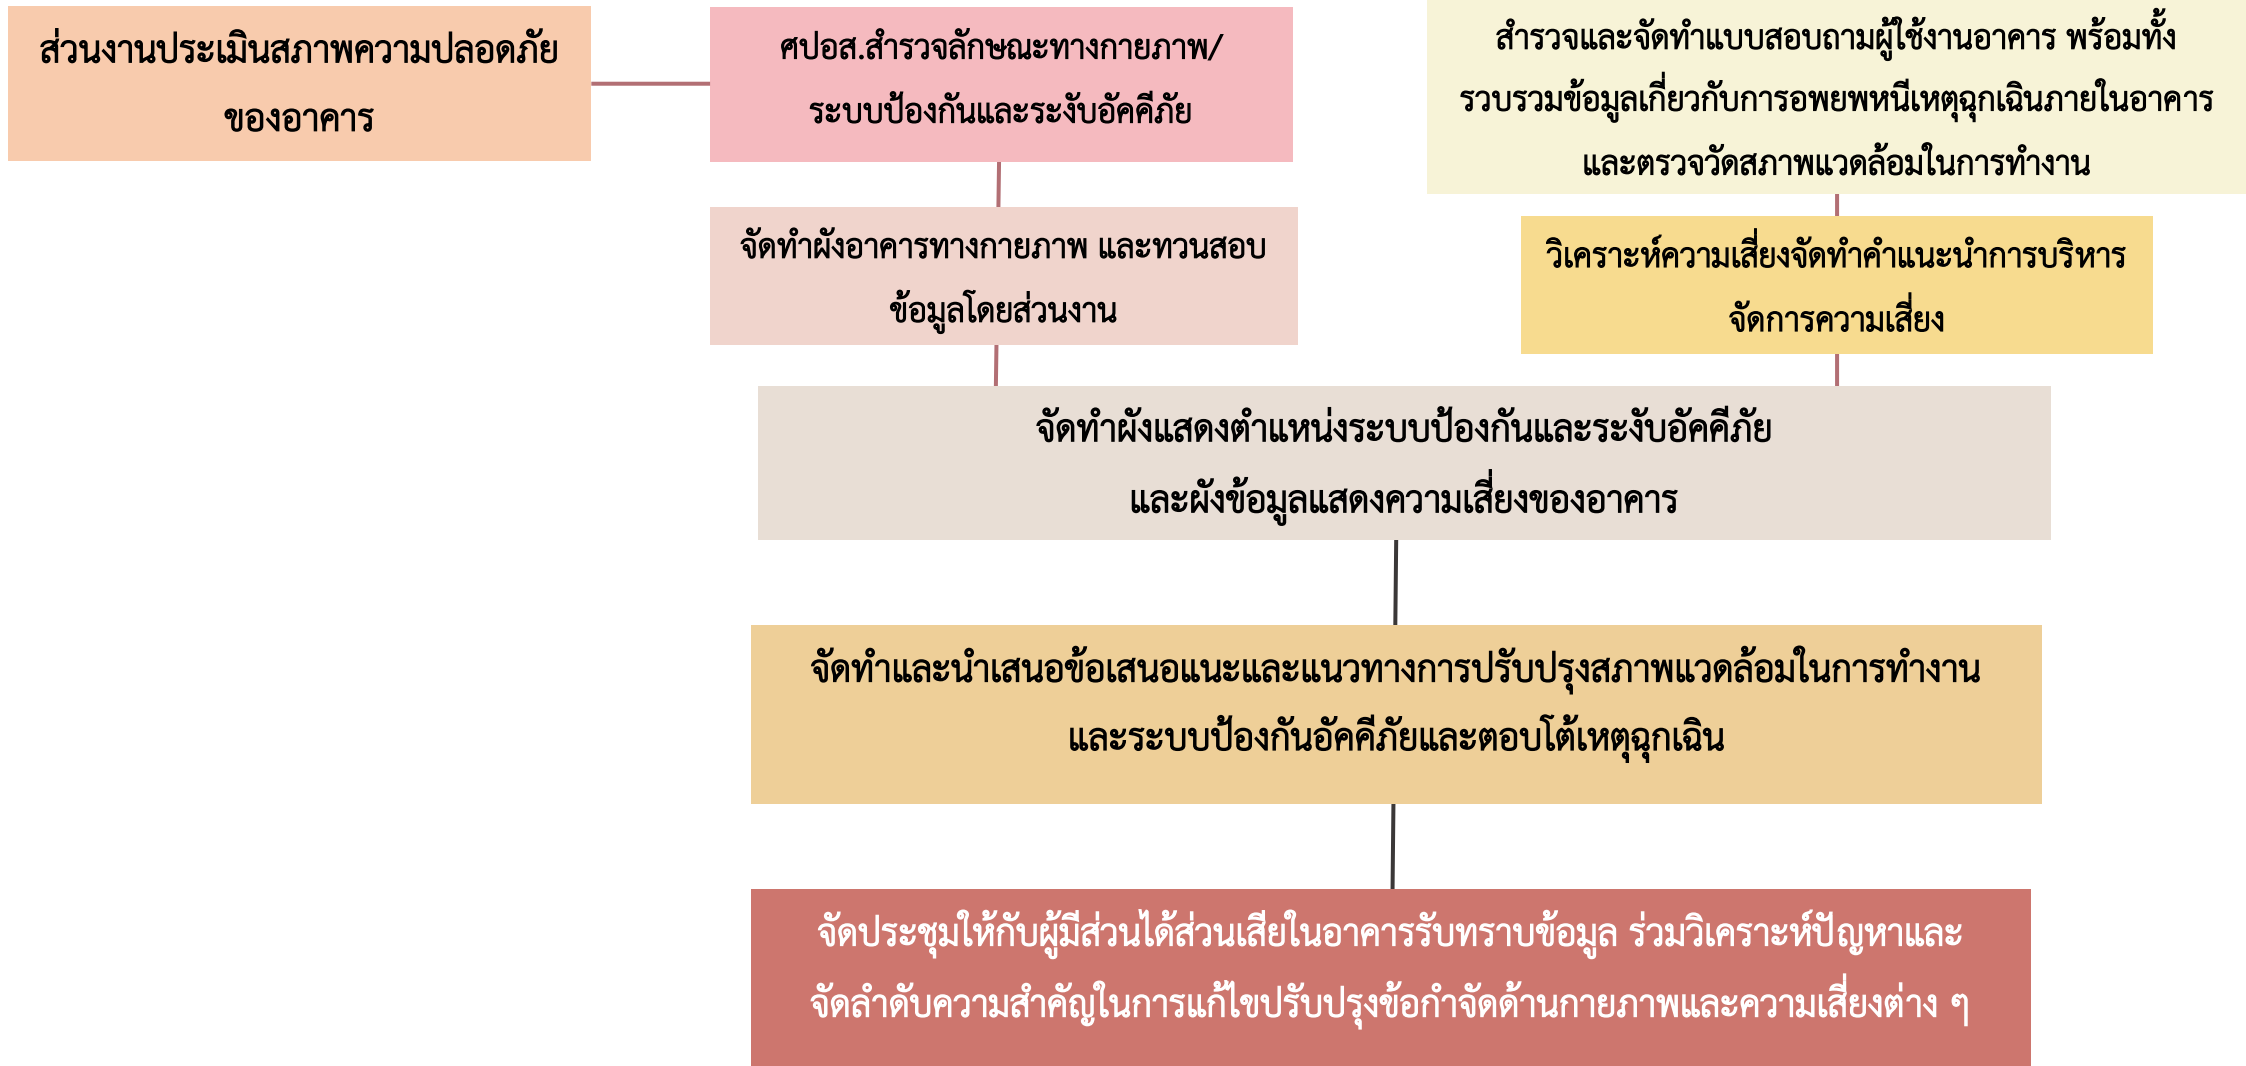 ส่วนงานประเมินสภาพความปลอดภัย
ของอาคาร
ศปอส.สำรวจลักษณะทางกายภาพ/
ระบบป้องกันและระงับอัคคีภัย
จัดทำผังอาคารทางกายภาพ และทวนสอบ
ข้อมูลโดยส่วนงาน
สำรวจและจัดทำแบบสอบถามผู้ใช้งานอาคาร พร้อมทั้ง
รวบรวมข้อมูลเกี่ยวกับการอพยพหนีเหตุฉุกเฉินภายในอาคาร
และตรวจวัดสภาพแวดล้อมในการทำงาน
วิเคราะห์ความเสี่ยงจัดทำคำแนะนำการบริหาร
จัดการความเสี่ยง
จัดทำผังแสดงตำแหน่งระบบป้องกันและระงับอัคคีภัย
และผังข้อมูลแสดงความเสี่ยงของอาคาร
จัดทำและนำเสนอข้อเสนอแนะและแนวทางการปรับปรุงสภาพแวดล้อมในการทำงาน
และระบบป้องกันอัคคีภัยและตอบโต้เหตุฉุกเฉิน
จัดประชุมให้กับผู้มีส่วนได้ส่วนเสียในอาคารรับทราบข้อมูล ร่วมวิเคราะห์ปัญหาและ
จัดลำดับความสำคัญในการแก้ไขปรับปรุงข้อกำจัดด้านกายภาพและความเสี่ยงต่าง ๆ